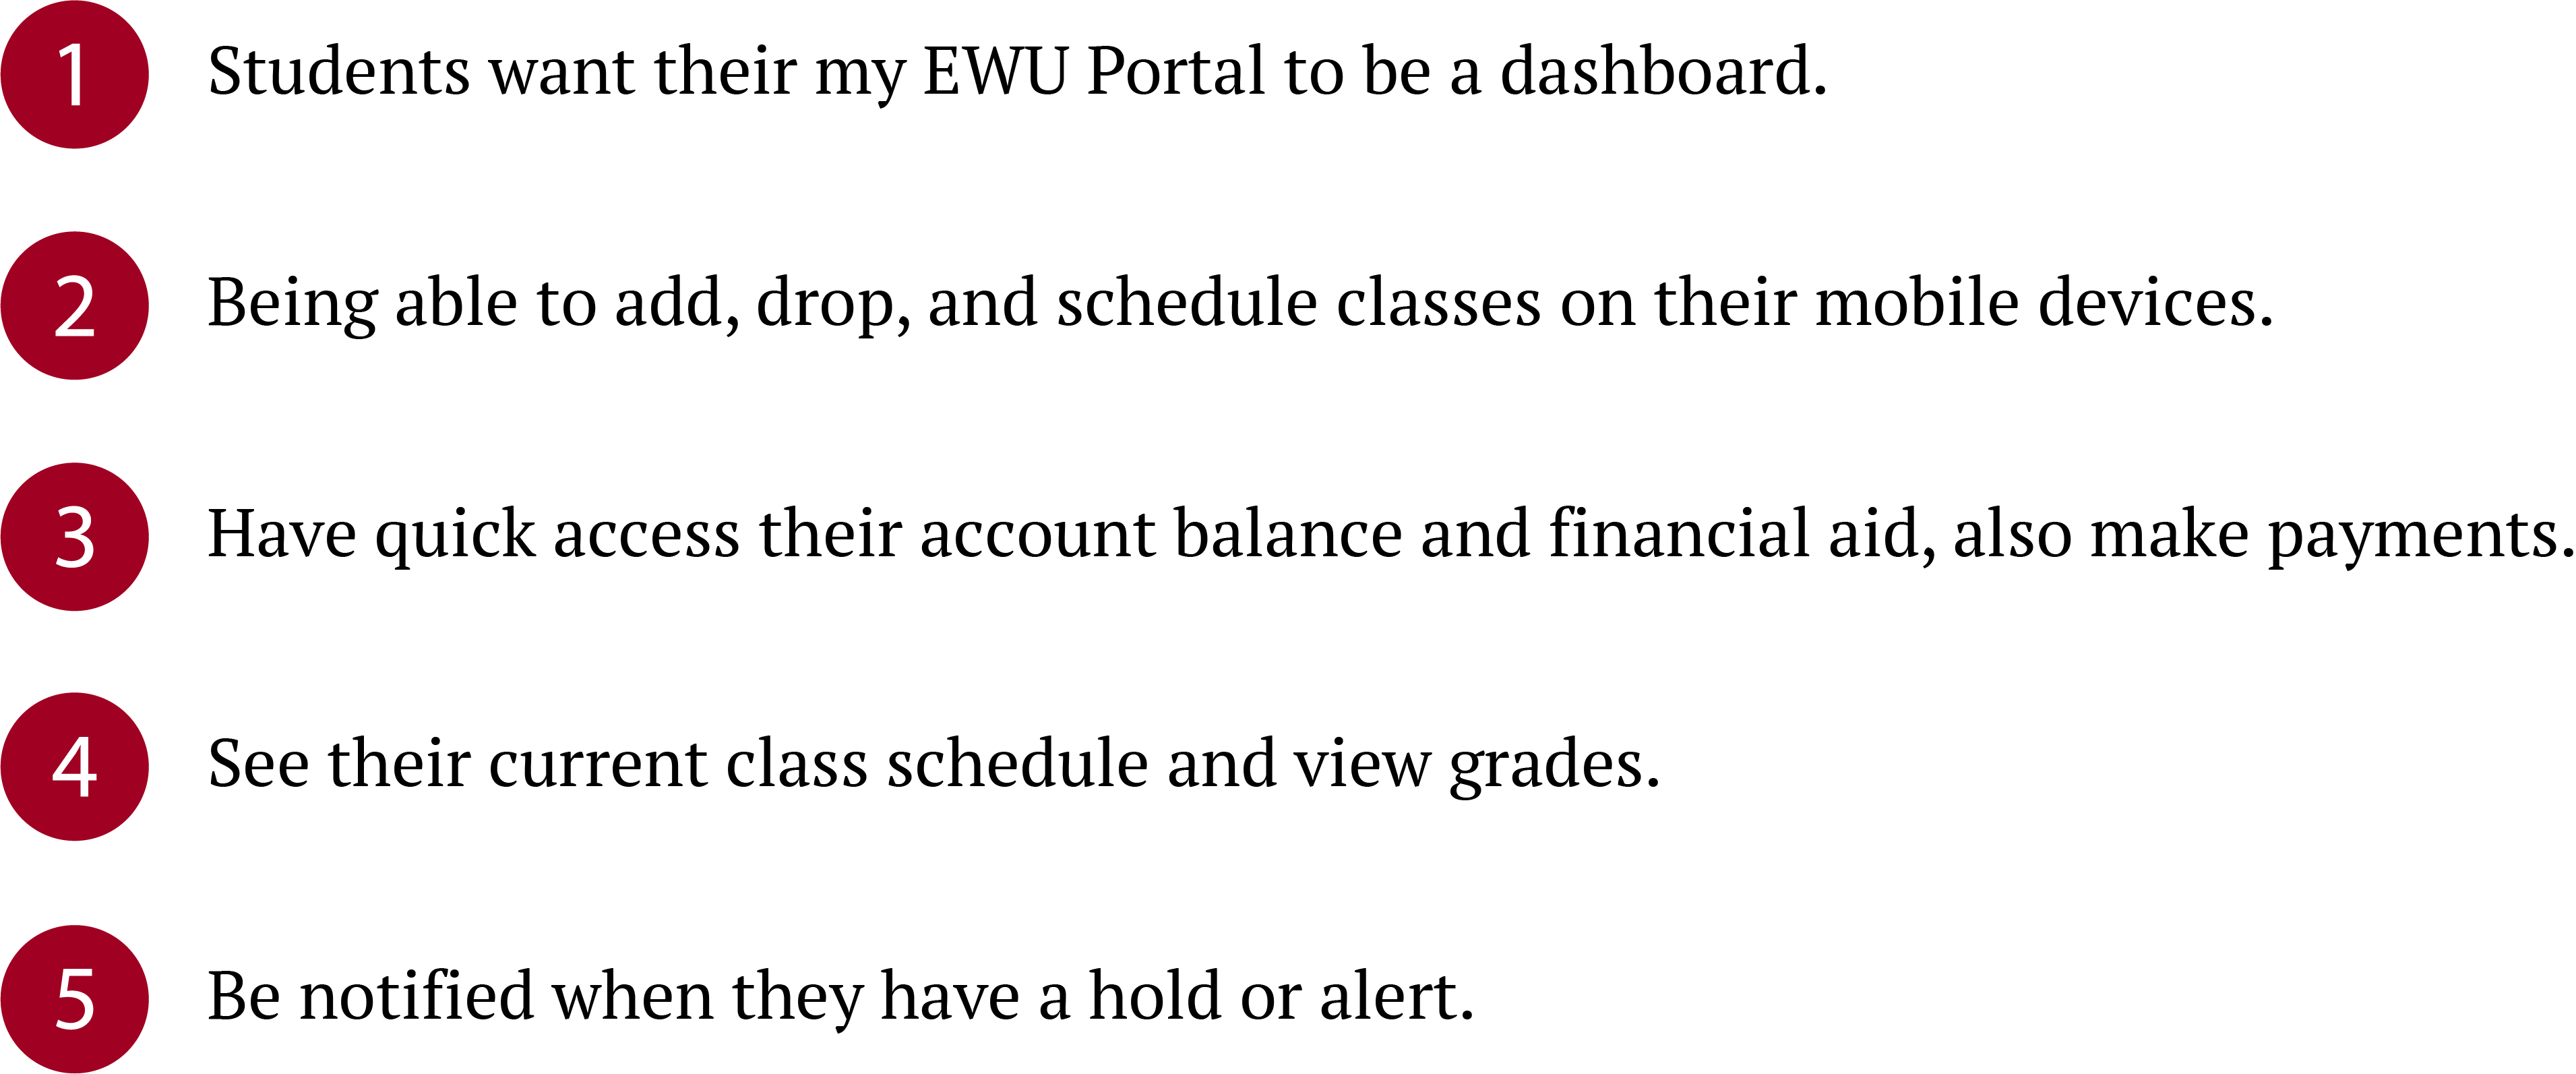 1 Students want their my EWU Portal to be a dashboard.
2 Being able to add, drop, and schedule classes on their mobile devices.
3 Have quick access their account balance and financial aid, also make payments.
4 See their current class schedule and view grades.
5 Be notified when they have a hold or alert.